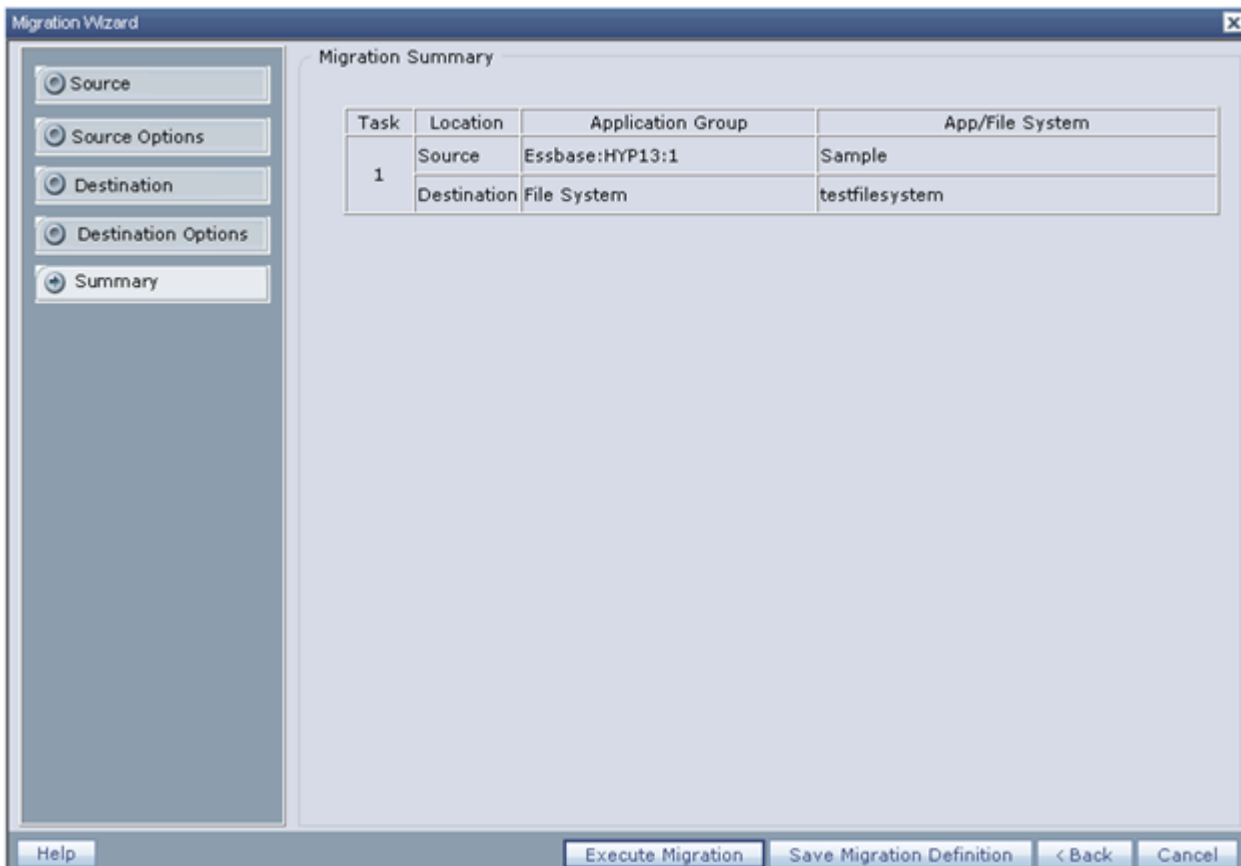 Migration Wizard
Source
Source Options
Destination
Destination Options
Summary
Migration Summary
Task Location Application Group App/File System
1
Source Essbase:HYP13:1 Sample
Destination File System testfilesystem
Help Execute Migration Save Migration Definition < Back Cancel